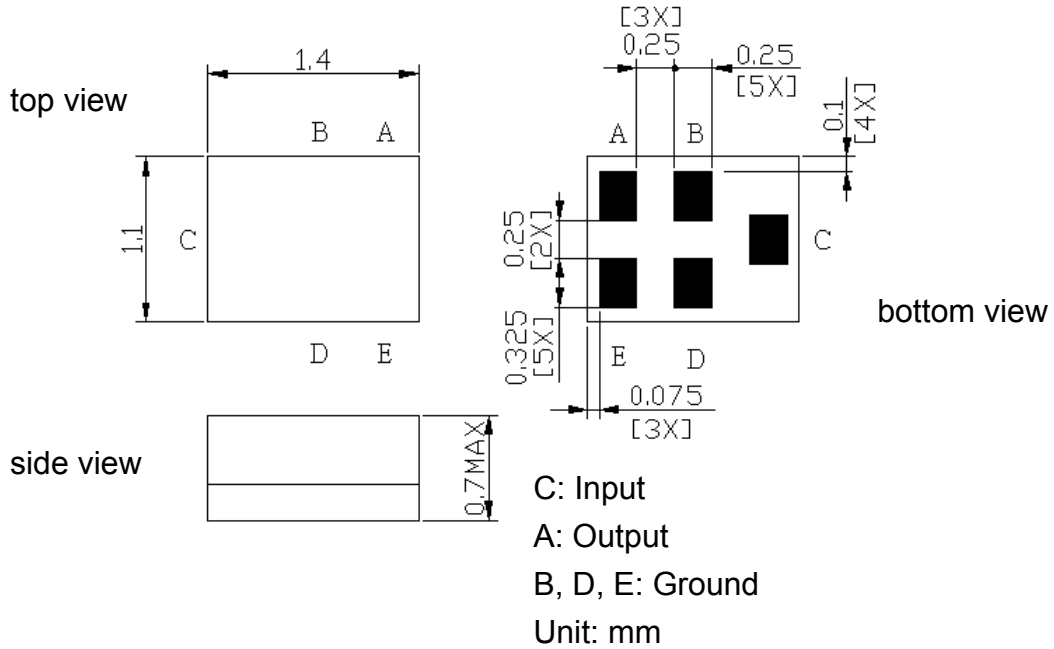 top view
1.4
B A
1.1
C
D E
side view
0.7MAX
[3X]
0.25
0.25
[5X]
0.1
[4X]
A B
0.25
[2X]
C
0.325
[5X]
E D
0.075
[3X]
bottom view
C: Input
A: Output
B, D, E: Ground
Unit: mm